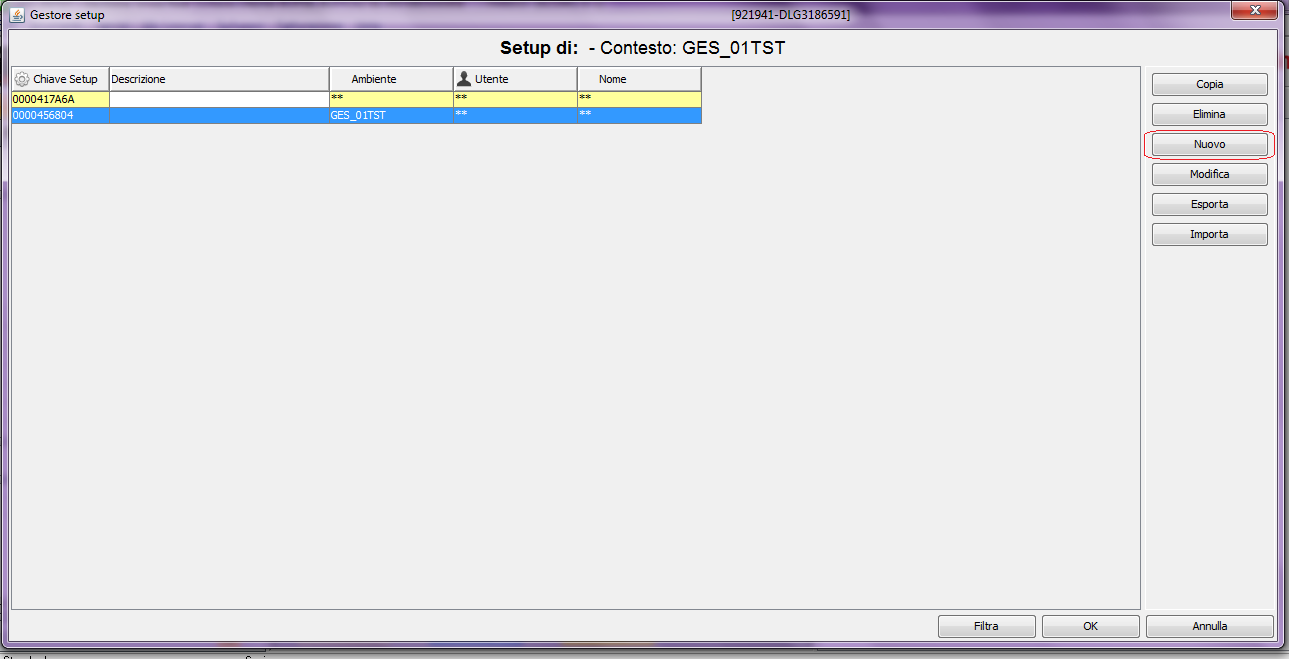 Gestore setup [921941-DLG3186591]
Setup di: - Contesto: GES_01TST
Chiave Setup Descrizione Ambiente Utente Nome
0000417A6A ** ** **
0000456804 GES_01TST ** **
Copia
Elimina
Nuovo
Modifica
Esporta
Importa
Filtra OK Annulla